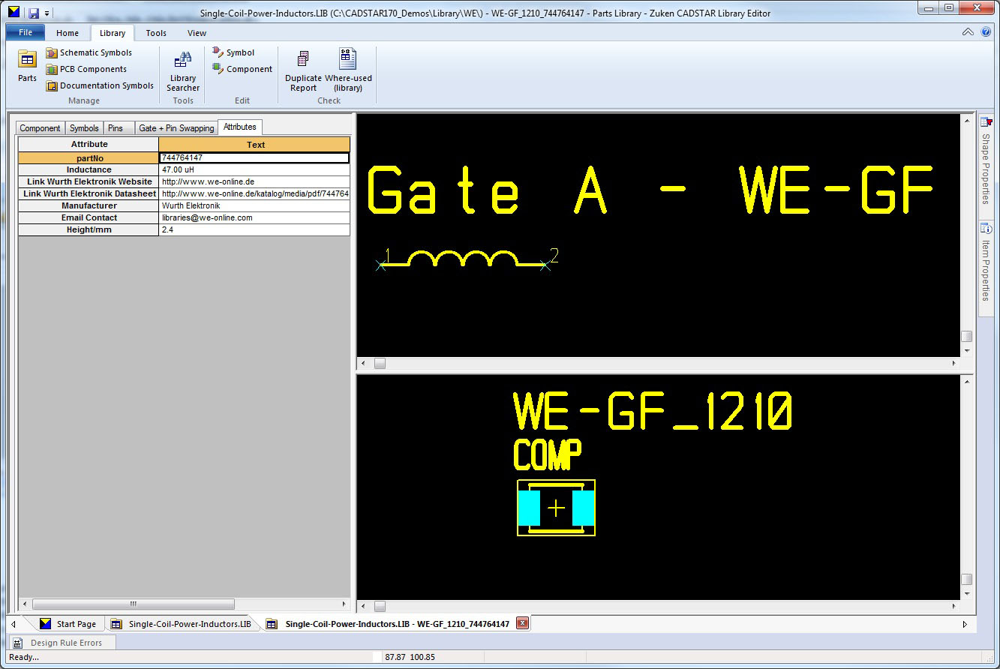 Single-Coil-Power-Inductors.LIB (C:\CADSTAR170_Demos\Library\WE\) - WE-GF_1210_744764147 - Parts Library - Zuken CADSTAR Library Editor
File Home Library Tools View
Parts
Schematic Symbols
PCB Components
Documentation Symbols
Manage
Library Searcher
Tools
Symbol
Component
Edit
Duplicate Report
Where-used (library)
Check
Component Symbols Pins Gate + Pin Swapping Attributes
Attribute Text
partNo 744764147
Inductance 47.00 uH
Link Wurth Elektronik Website http://www.we-online.de
Link Wurth Elektronik Datasheet http://www.we-online.de/katalog/media/pdf/744764
Manufacturer Wurth Elektronik
Email Contact libraries@we-online.com
Height/mm 2.4
Gate A - WE-GF
1 2
WE-GF_1210
COMP
Shape Properties
Item Properties
Start Page Single-Coil-Power-Inductors.LIB Single-Coil-Power-Inductors.LIB - WE-GF_1210_744764147
Design Rule Errors
Ready... 87.87 100.85